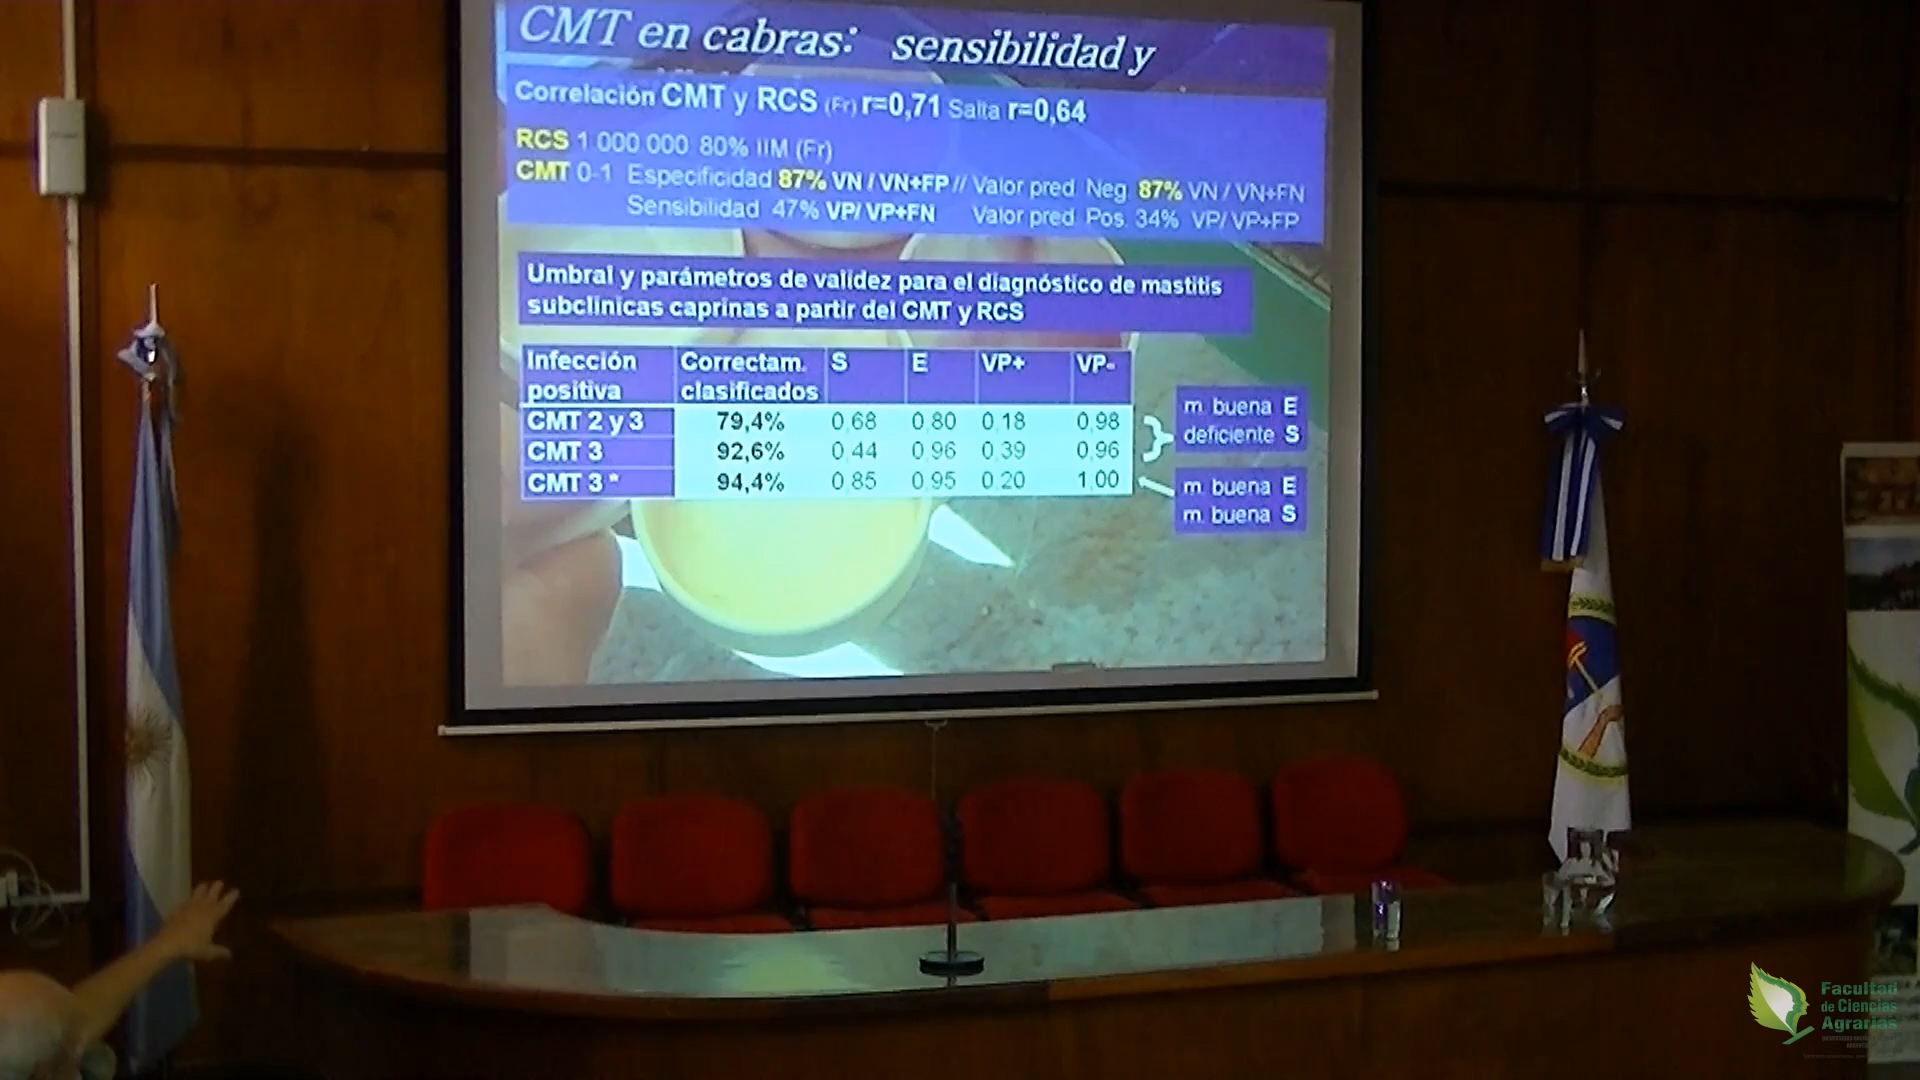 CMT en cabras: sensibilidad y
Correlación CMT y RCS (Fr) r=0,71 Salta r=0,64
RCS 1 000 000 80% IIM (Fr)
CMT 0-1 Especificidad 87% VN / VN+FP // Valor pred. Neg 87% VN / VN+FN
Sensibilidad 47% VP/ VP+FN Valor pred. Pos. 34% VP/ VP+FP
Umbral y parámetros de validez para el diagnóstico de mastitis
subclínicas caprinas a partir del CMT y RCS
Infección positiva Correctam. clasificados S E VP+ VP-
CMT 2 y 3 79,4% 0,68 0,80 0,18 0,98
CMT 3 92,6% 0,44 0,96 0,39 0,96
CMT 3 * 94,4% 0,85 0,95 0,20 1,00
m. buena E
deficiente S
m. buena E
m. buena S
Facultad
de Ciencias
Agrarias